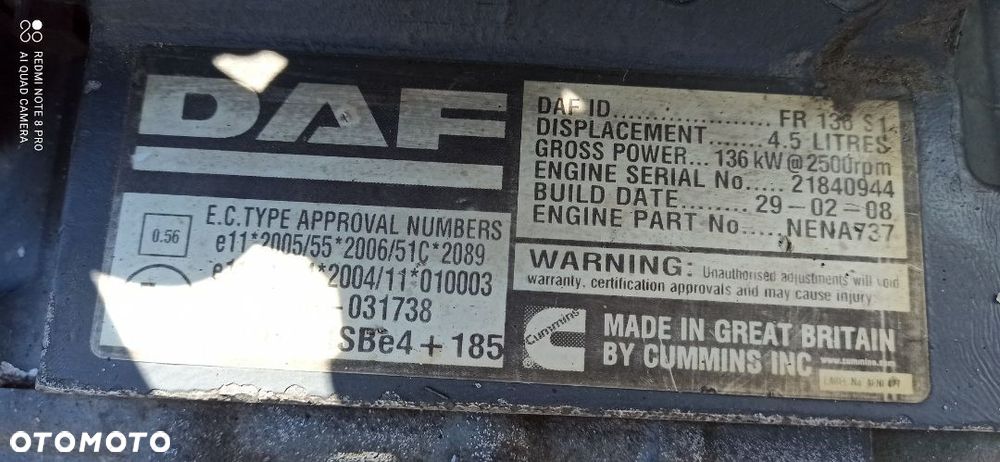 REDMI NOTE 8 PRO
AI QUAD CAMERA
DAF
DAF ID ..... FR 136 S1
DISPLACEMENT ..... 4.5 LITRES
GROSS POWER ... 136 kW @ 2500rpm
ENGINE SERIAL No..... 21840944
BUILD DATE ....... 29-02-08
ENGINE PART No ..... NENA737
E.C.TYPE APPROVAL NUMBERS
0.56
e11*2005/55*2006/51C*2089
*2004/11*010003
031738
SBe4 + 185
WARNING: Unauthorised adjustments will void
warranty, certification approvals and may cause injury.
Cummins
MADE IN GREAT BRITAIN
BY CUMMINS INC
www.cummins.com
OTOMOTO